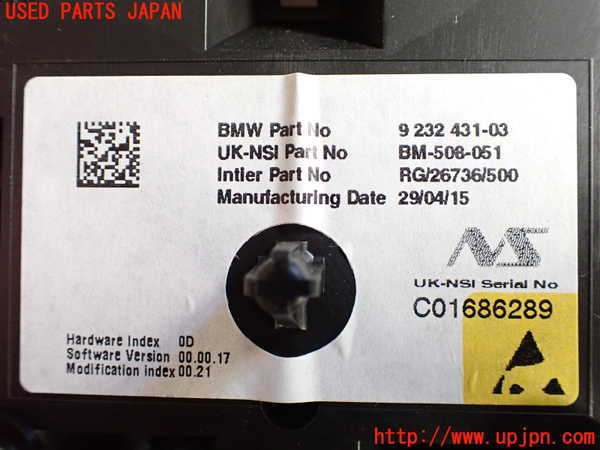 USED PARTS JAPAN
BMW Part No 9 232 431-03
UK-NSI Part No BM-508-051
Intier Part No RG/26736/500
Manufacturing Date 29/04/15
NS
UK-NSI Serial No
C01686289
Hardware Index 0D
Software Version 00.00.17
Modification Index 00.21
http://www.upjpn.com/